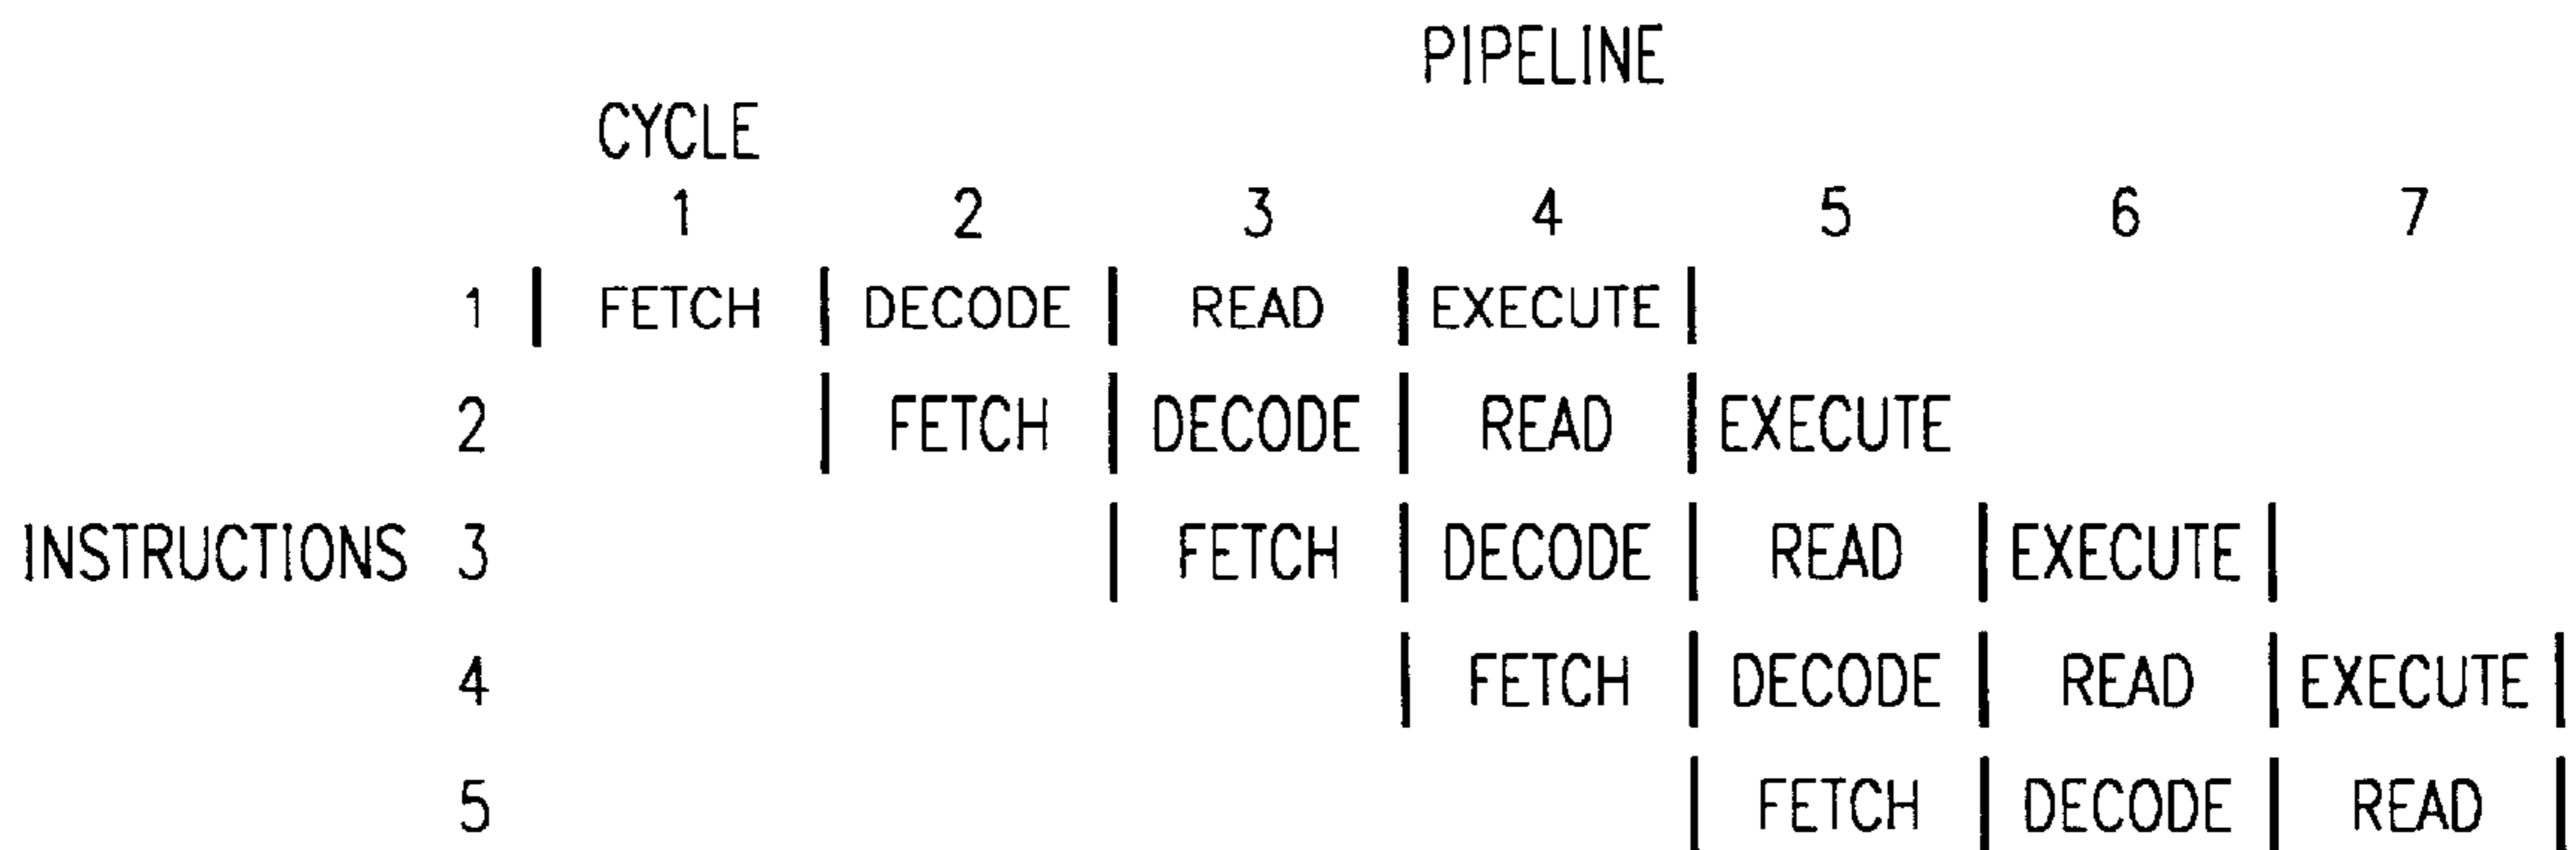 PIPELINE
CYCLE
1 2 3 4 5 6 7
1 | FETCH | DECODE | READ | EXECUTE |
2 | FETCH | DECODE | READ | EXECUTE
INSTRUCTIONS 3 | FETCH | DECODE | READ | EXECUTE |
4 | FETCH | DECODE | READ | EXECUTE |
5 | FETCH | DECODE | READ |